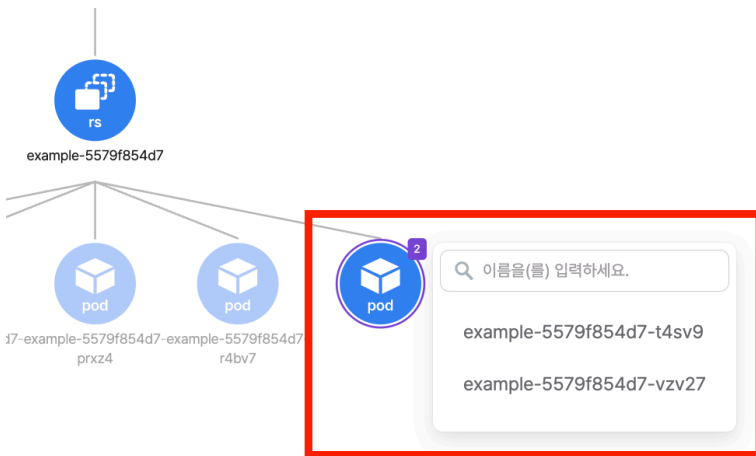 rs
example-5579f854d7
pod
pod
pod
2
d7-example-5579f854d7-example-5579f854d7
prxz4
r4bv7
이름을(를) 입력하세요.
example-5579f854d7-t4sv9
example-5579f854d7-vzv27